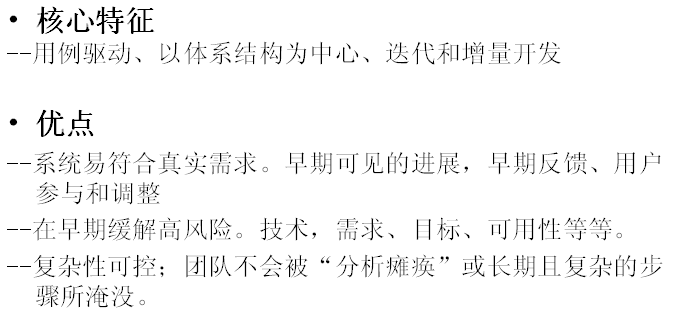 • 核心特征
--用例驱动、以体系结构为中心、迭代和增量开发
• 优点
--系统易符合真实需求。早期可见的进展，早期反馈、用户
参与和调整
--在早期缓解高风险。技术，需求、目标、可用性等等。
--复杂性可控；团队不会被“分析瘫痪”或长期且复杂的步
骤所淹没。